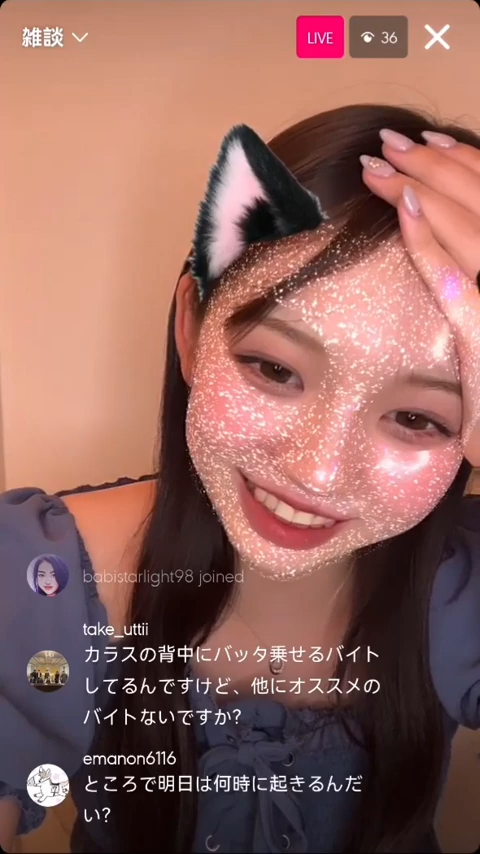 雑談
LIVE
36
babistarlight98 joined
take_uttii
カラスの背中にバッタ乗せるバイト
してるんですけど、他にオススメの
バイトないですか?
emanon6116
ところで明日は何時に起きるんだ
い?